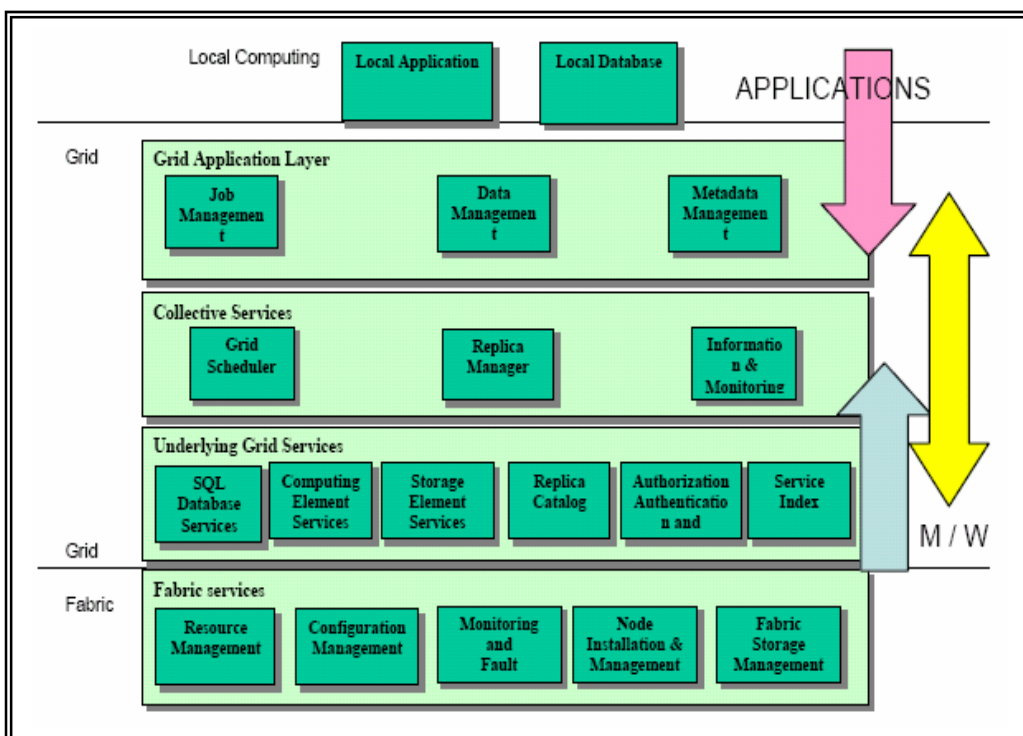 Local Computing
Local Application
Local Database
APPLICATIONS
Grid
Grid Application Layer
Job
Managemen
t
Data
Managemen
t
Metadata
Managemen
t
Collective Services
Grid
Scheduler
Replica
Manager
Informatio
n &
Monitoring
Underlying Grid Services
SQL
Database
Services
Computing
Element
Services
Storage
Element
Services
Replica
Catalog
Authorization
Authenticatio
n and
Service
Index
M / W
Grid
Fabric
Fabric services
Resource
Management
Configuration
Management
Monitoring
and
Fault
Node
Installation &
Management
Fabric
Storage
Management